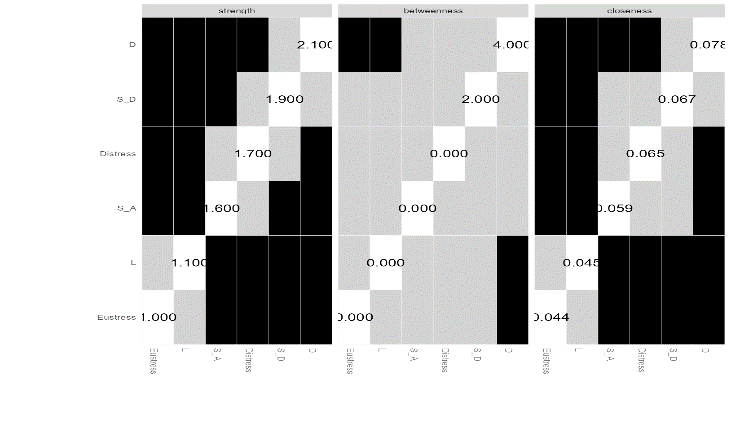 strength betweenness closeness
D 2.100 4.000 0.078
S_D 1.900 2.000 0.067
Distress 1.700 0.000 0.065
S_A 1.600 0.000 0.059
L 1.100 0.000 0.045
Eustress 1.000 0.000 0.044
Eustress L S_A Distress S_D D Eustress L S_A Distress S_D D Eustress L S_A Distress S_D D